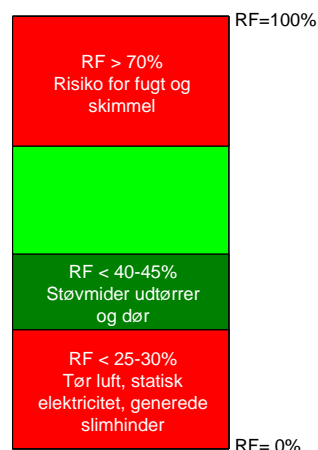 RF=100%
RF > 70%
Risiko for fugt og
skimmel
RF < 40-45%
Støvmider udtørrer
og dør
RF < 25-30%
Tør luft, statisk
elektricitet, generede
slimhinder
RF= 0%